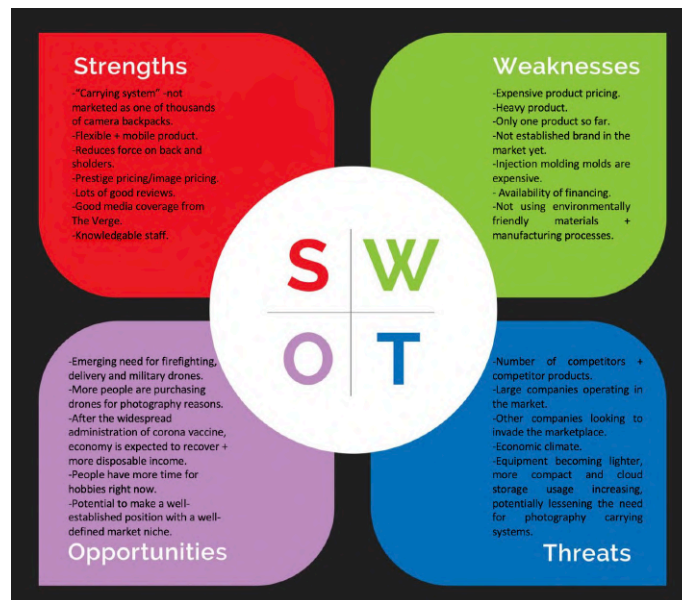 Strengths
-"Carrying system" -not
marketed as one of thousands
of camera backpacks.
-Flexible + mobile product.
-Reduces force on back and
sholders.
-Prestige pricing/image pricing.
-Lots of good reviews.
-Good media coverage from
The Verge.
-Knowledgable staff.
Weaknesses
-Expensive product pricing.
-Heavy product.
-Only one product so far.
-Not established brand in the
market yet.
-Injection molding molds are
expensive.
- Availability of financing.
-Not using environmentally
friendly materials +
manufacturing processes.
S W
O T
-Emerging need for firefighting,
delivery and military drones.
-More people are purchasing
drones for photography reasons.
-After the widespread
administration of corona vaccine,
economy is expected to recover +
more disposable income.
-People have more time for
hobbies right now.
-Potential to make a well-
established position with a well-
defined market niche.
Opportunities
-Number of competitors +
competitor products.
-Large companies operating in
the market.
-Other companies looking to
invade the marketplace.
-Economic climate.
-Equipment becoming lighter,
more compact and cloud
storage usage increasing,
potentially lessening the need
for photography carrying
systems.
Threats